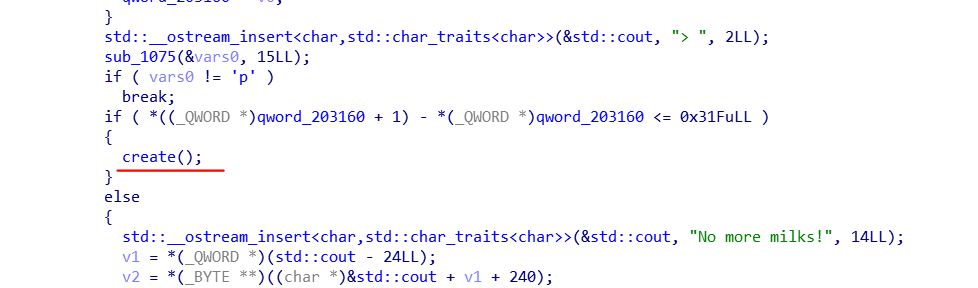 }
std::__ostream_insert<char,std::char_traits<char>>(&std::cout, "> ", 2LL);
sub_1075(&vars0, 15LL);
if ( vars0 != 'p' )
break;
if ( *((_QWORD *)qword_203160 + 1) - *(_QWORD *)qword_203160 <= 0x31FuLL )
{
create();
}
else
{
std::__ostream_insert<char,std::char_traits<char>>(&std::cout, "No more milks!", 14LL);
v1 = *(_QWORD *)(std::cout - 24LL);
v2 = *(_BYTE **)((char *)&std::cout + v1 + 240);